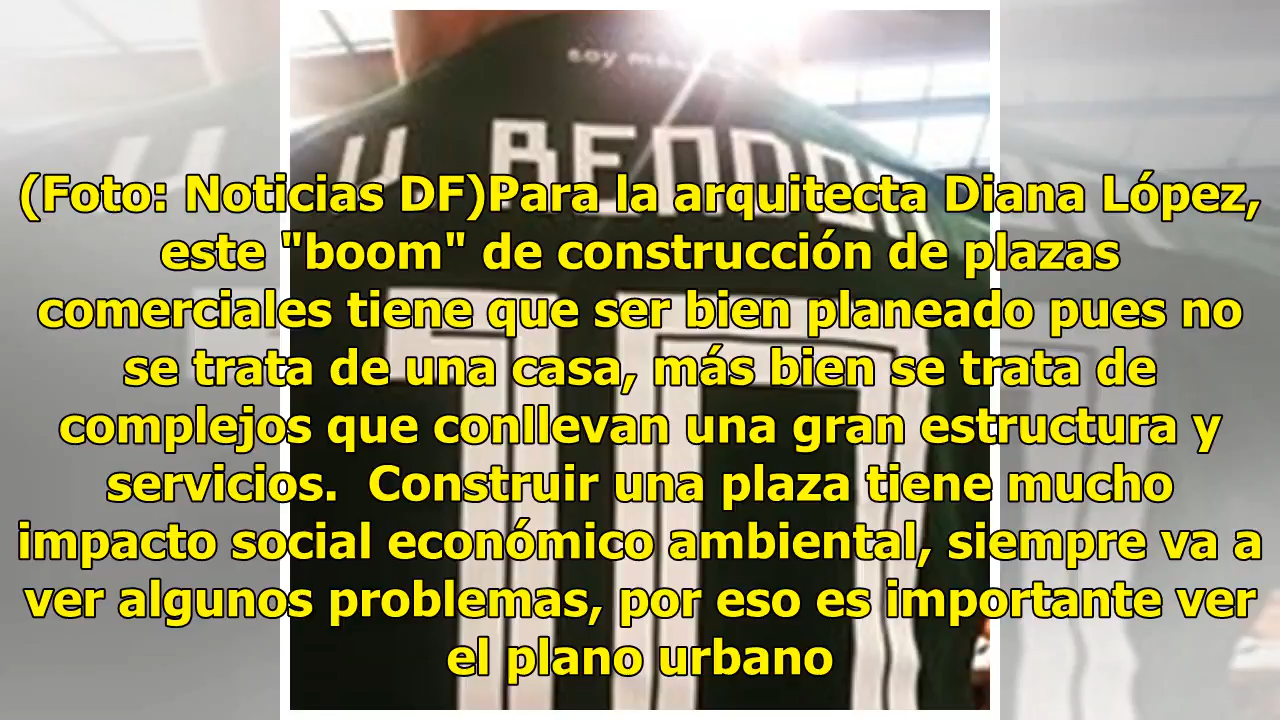 soy
(Foto: Noticias DF)Para la arquitecta Diana López,
este "boom" de construcción de plazas
comerciales tiene que ser bien planeado pues no
se trata de una casa, más bien se trata de
complejos que conllevan una gran estructura y
servicios.  Construir una plaza tiene mucho
impacto social económico ambiental, siempre va a
ver algunos problemas, por eso es importante ver
el plano urbano
10